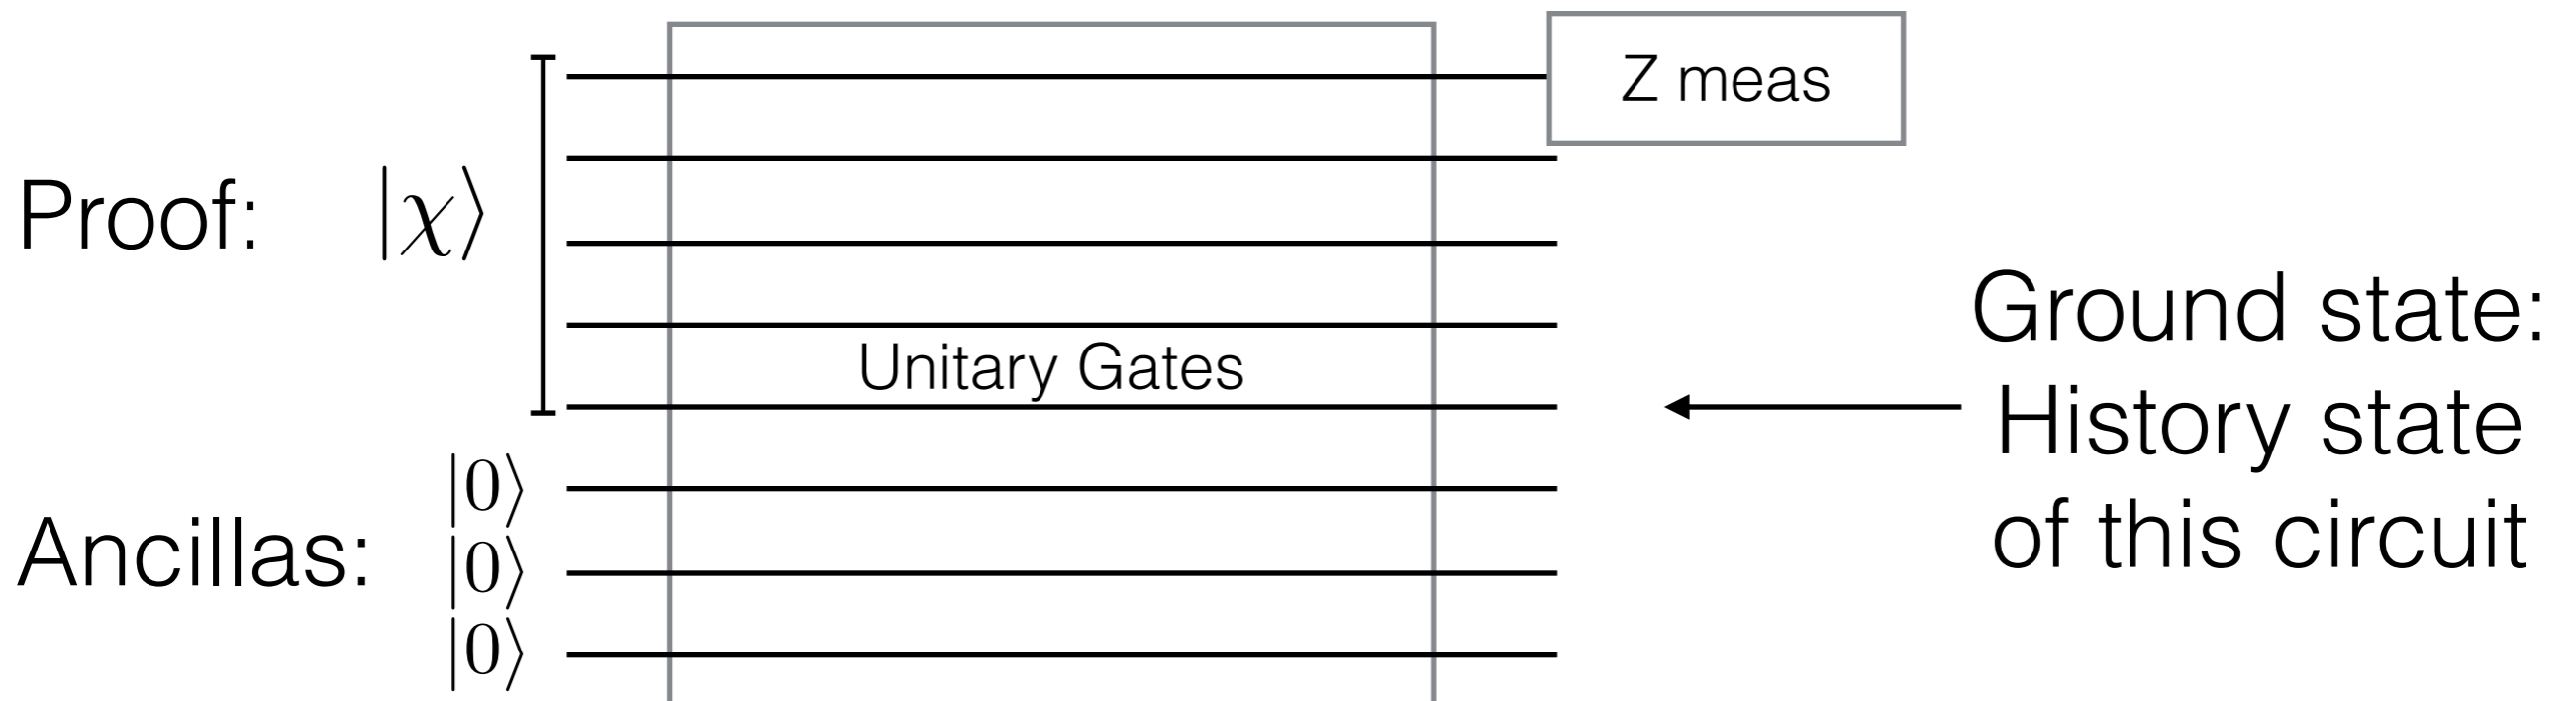 Z meas
Proof: |χ⟩
Unitary Gates
Ground state:
History state
of this circuit
Ancillas:
|0⟩
|0⟩
|0⟩